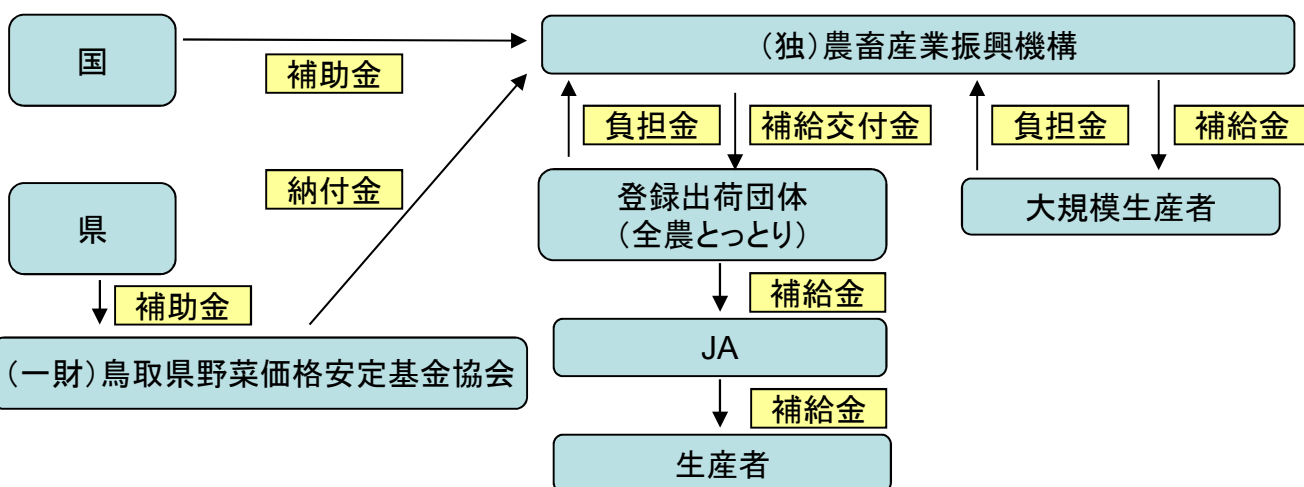 国
補助金
（独）農畜産業振興機構
負担金
補給交付金
負担金
補給金
県
納付金
登録出荷団体
（全農とっとり）
大規模生産者
補助金
補給金
（一財）鳥取県野菜価格安定基金協会
JA
補給金
生産者